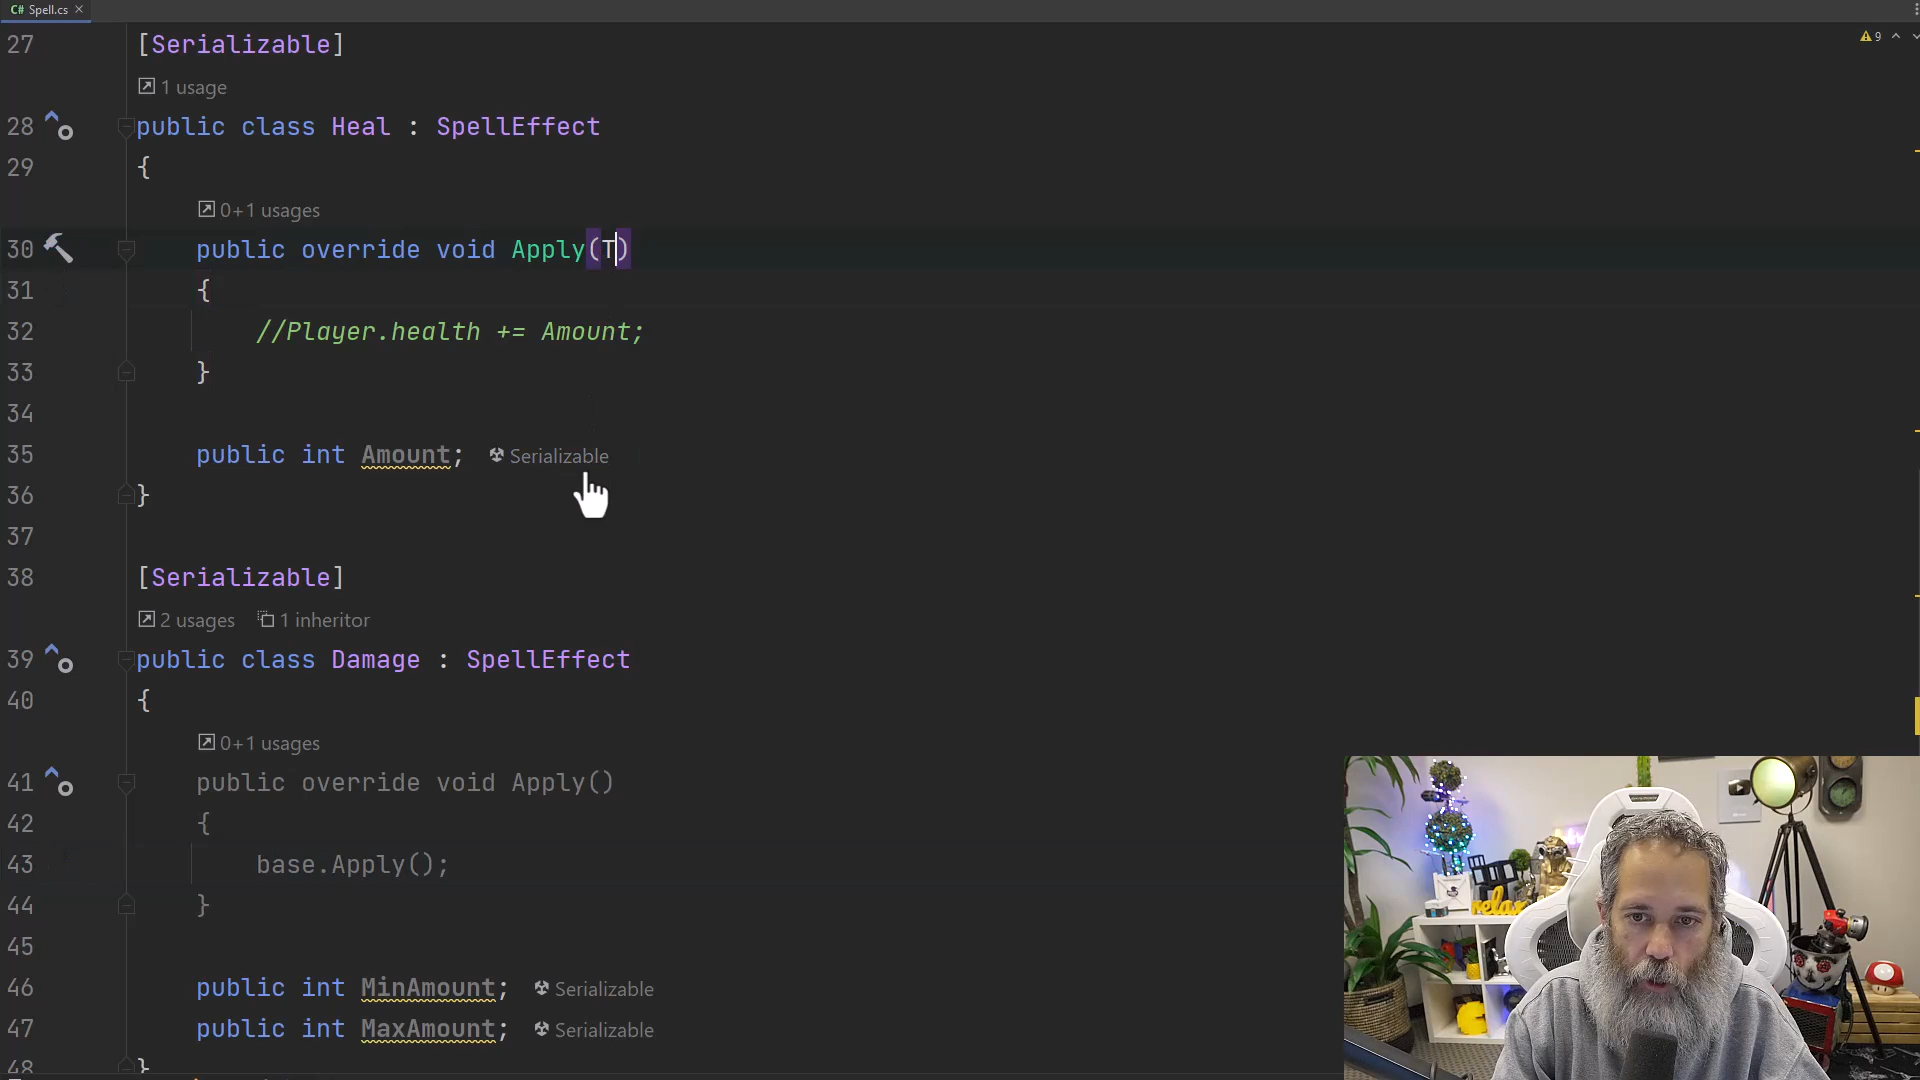 C# Spell.cs ×
9
27 [Serializable]
1 usage
28 public class Heal : SpellEffect
29 {
0+1 usages
30 public override void Apply(T)
31 {
32 //Player.health += Amount;
33 }
34
35 public int Amount; Serializable
36 }
37
38 [Serializable]
2 usages 1 inheritor
39 public class Damage : SpellEffect
40 {
0+1 usages
41 public override void Apply()
42 {
43 base.Apply();
44 }
45
46 public int MinAmount; Serializable
47 public int MaxAmount; Serializable
48 }
relax